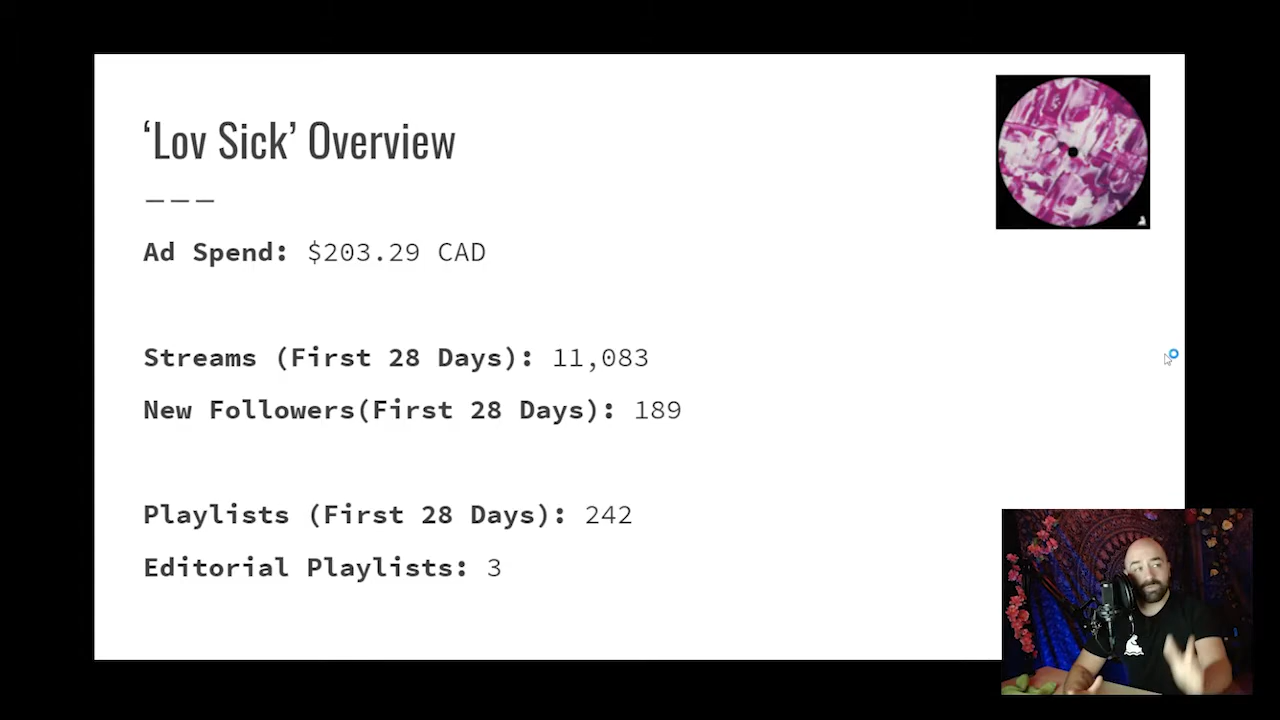 ‘Lov Sick’ Overview
Ad Spend: $203.29 CAD
Streams (First 28 Days): 11,083
New Followers(First 28 Days): 189
Playlists (First 28 Days): 242
Editorial Playlists: 3